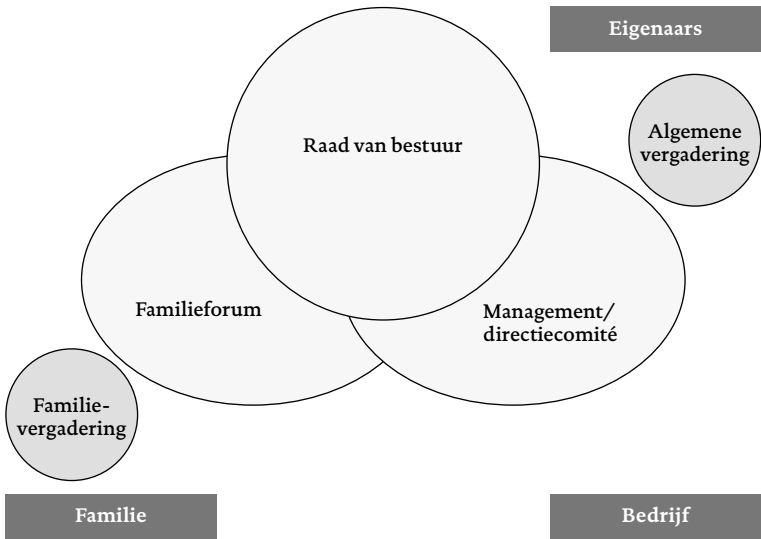 Eigenaars
Algemene
vergadering
Raad van bestuur
Familieforum
Management/
directiecomité
Familie-
vergadering
Familie
Bedrijf